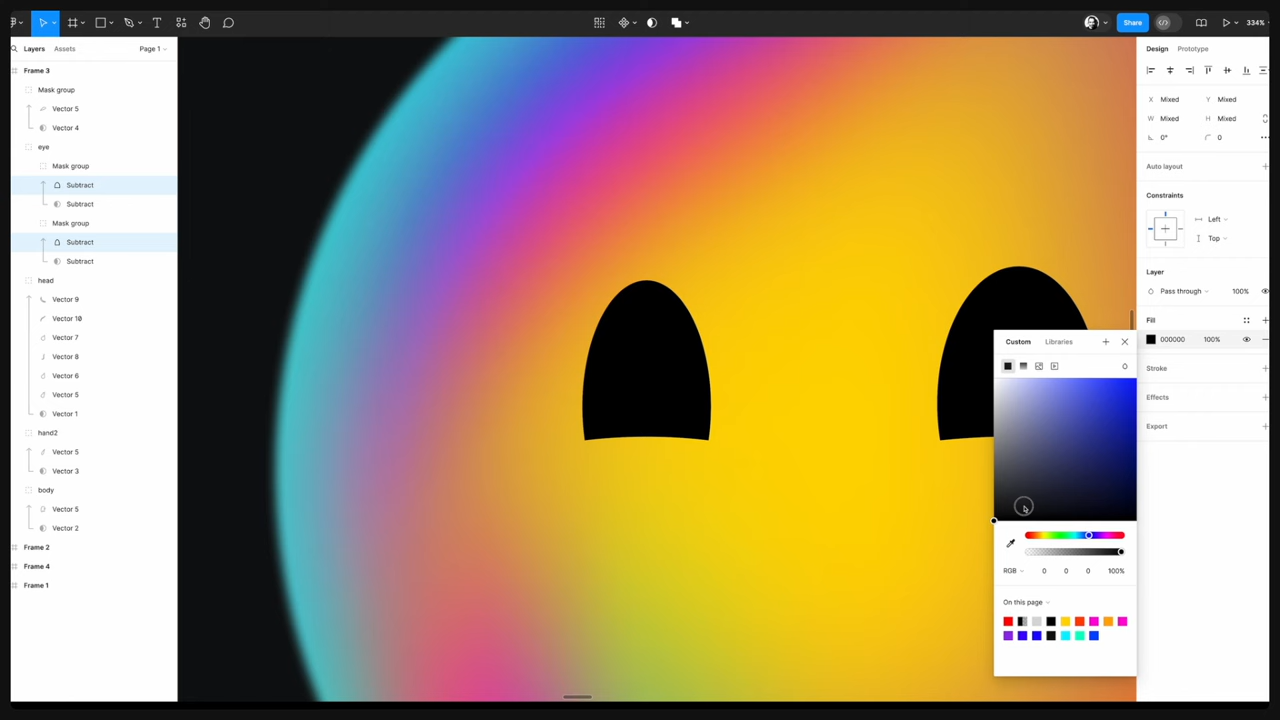 Share
334%
Layers Assets Page 1
Frame 3
Mask group
Vector 5
Vector 4
eye
Mask group
Subtract
Subtract
Mask group
Subtract
Subtract
head
Vector 9
Vector 10
Vector 7
Vector 8
Vector 6
Vector 5
Vector 1
hand2
Vector 5
Vector 3
body
Vector 5
Vector 2
Frame 2
Frame 4
Frame 1
Design Prototype
X Mixed Y Mixed
W Mixed H Mixed
0° 0
Auto layout
Constraints
Left
Top
Layer
Pass through 100%
Fill
000000 100%
Stroke
Effects
Export
Custom Libraries
RGB 0 0 0 100%
On this page